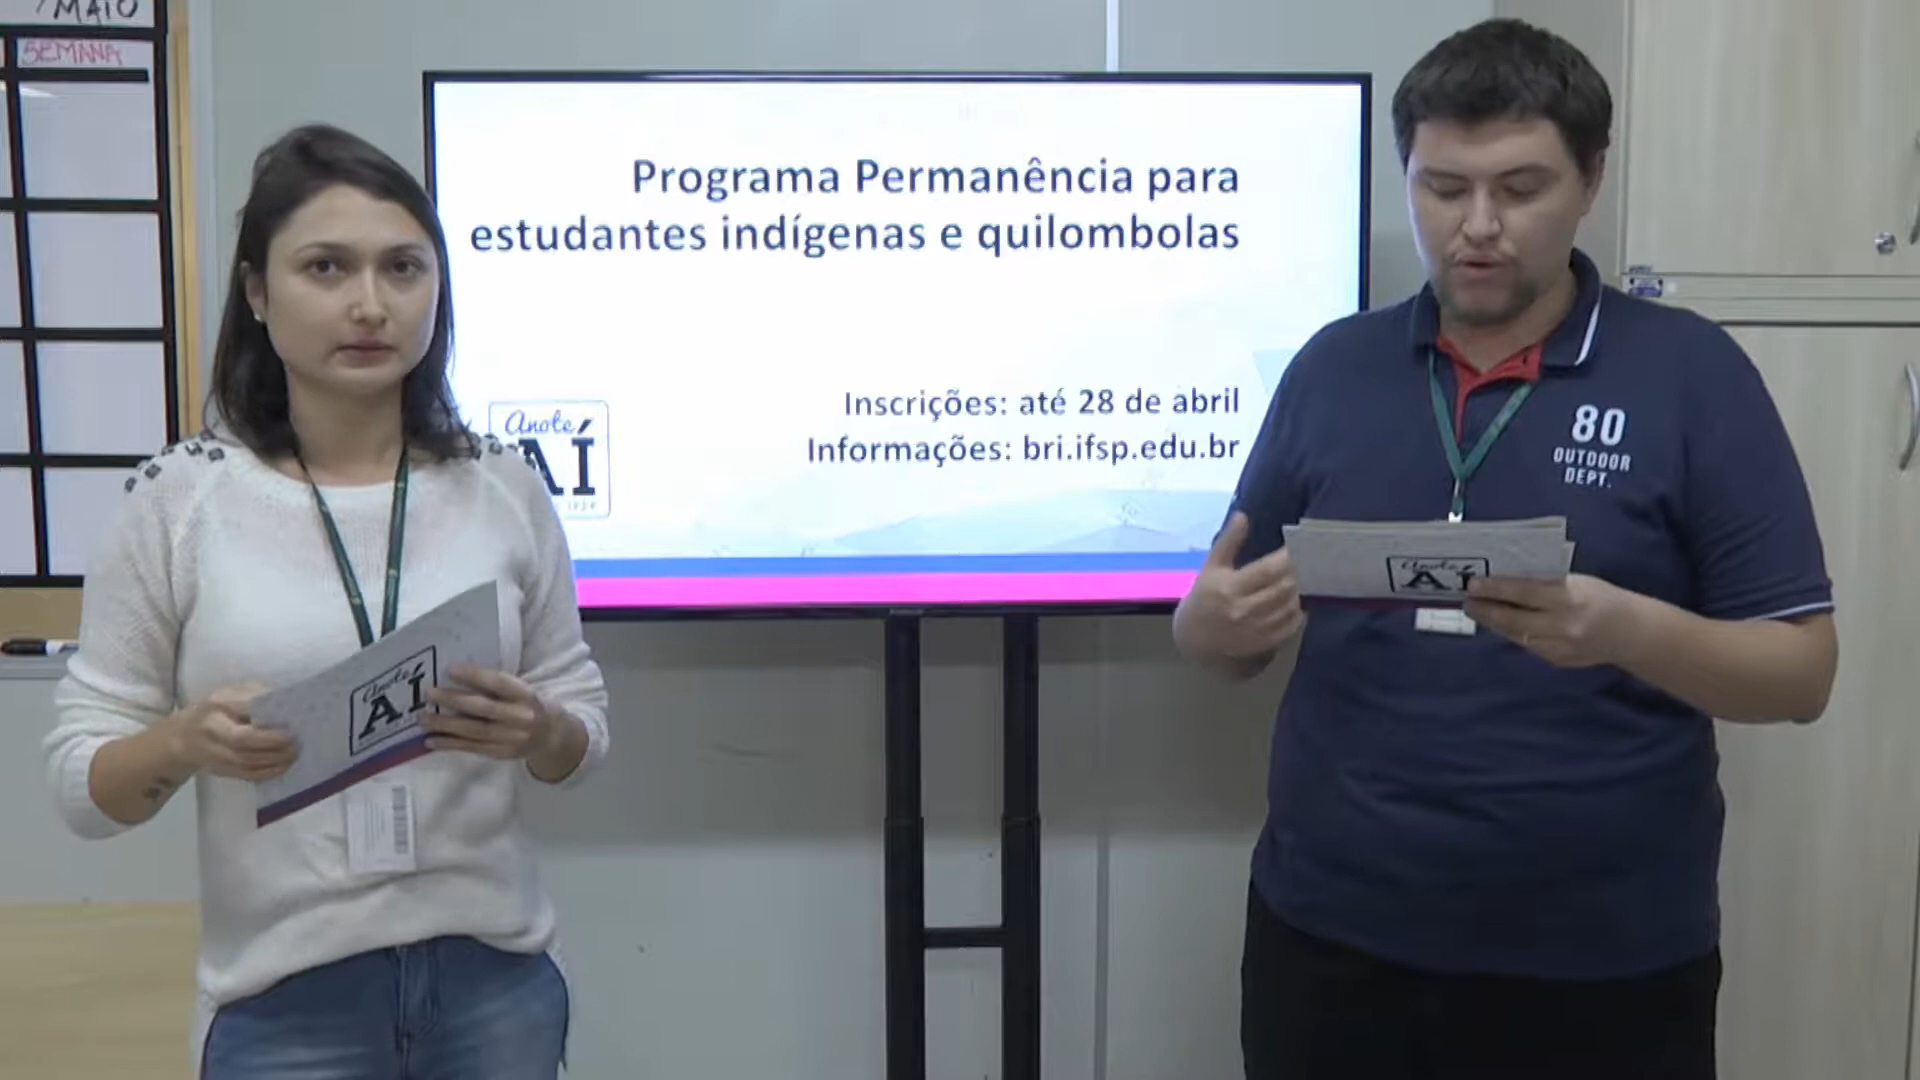 MAIO
SEMANA
Programa Permanência para
estudantes indígenas e quilombolas
Inscrições: até 28 de abril
Informações: bri.ifsp.edu.br
Anote
AÍ
80
OUTDOOR
DEPT.
Anote
AÍ
Anote
AÍ